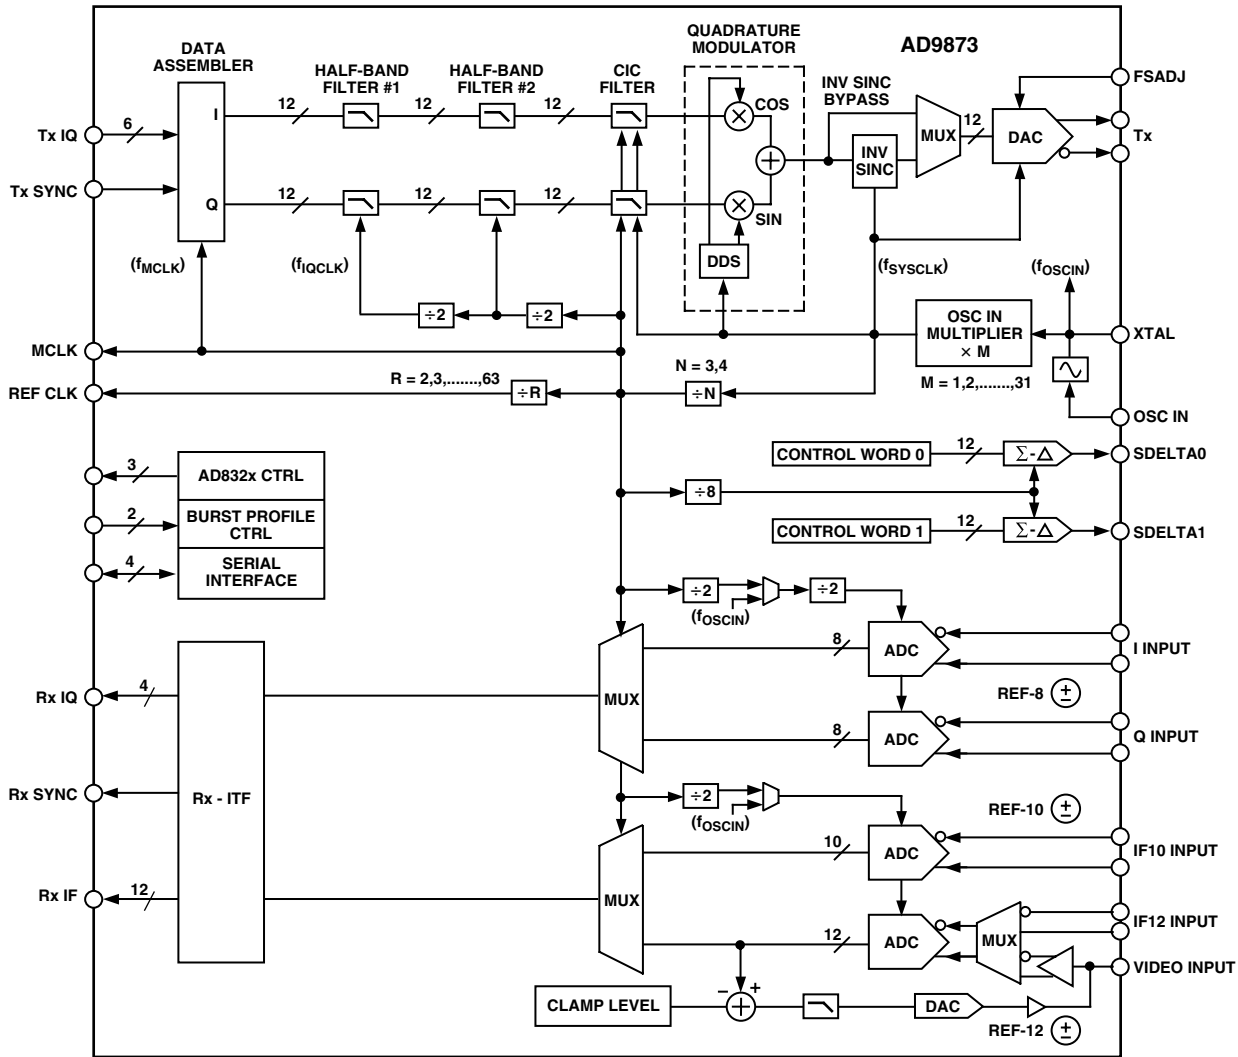 AD9873
DATA
ASSEMBLER
HALF-BAND
FILTER #1
HALF-BAND
FILTER #2
CIC
FILTER
QUADRATURE
MODULATOR
INV SINC
BYPASS
FSADJ
Tx IQ
6
I
12
12
12
COS
MUX
12
DAC
Tx
INV
SINC
Tx SYNC
Q
12
12
12
SIN
DDS
(fMCLK)
(fIQCLK)
(fSYSCLK)
(fOSCIN)
÷2
÷2
OSC IN
MULTIPLIER
× M
XTAL
MCLK
M = 1,2,.......,31
REF CLK
R = 2,3,.......,63
÷R
N = 3,4
÷N
OSC IN
3
AD832x CTRL
CONTROL WORD 0
12
Σ-Δ
SDELTA0
÷8
2
BURST PROFILE
CTRL
CONTROL WORD 1
12
Σ-Δ
SDELTA1
4
SERIAL
INTERFACE
÷2
(fOSCIN)
÷2
8
ADC
I INPUT
Rx IQ
4
MUX
REF-8
8
ADC
Q INPUT
Rx SYNC
Rx - ITF
÷2
(fOSCIN)
REF-10
10
ADC
IF10 INPUT
Rx IF
12
MUX
12
ADC
MUX
IF12 INPUT
VIDEO INPUT
CLAMP LEVEL
−
+
DAC
REF-12